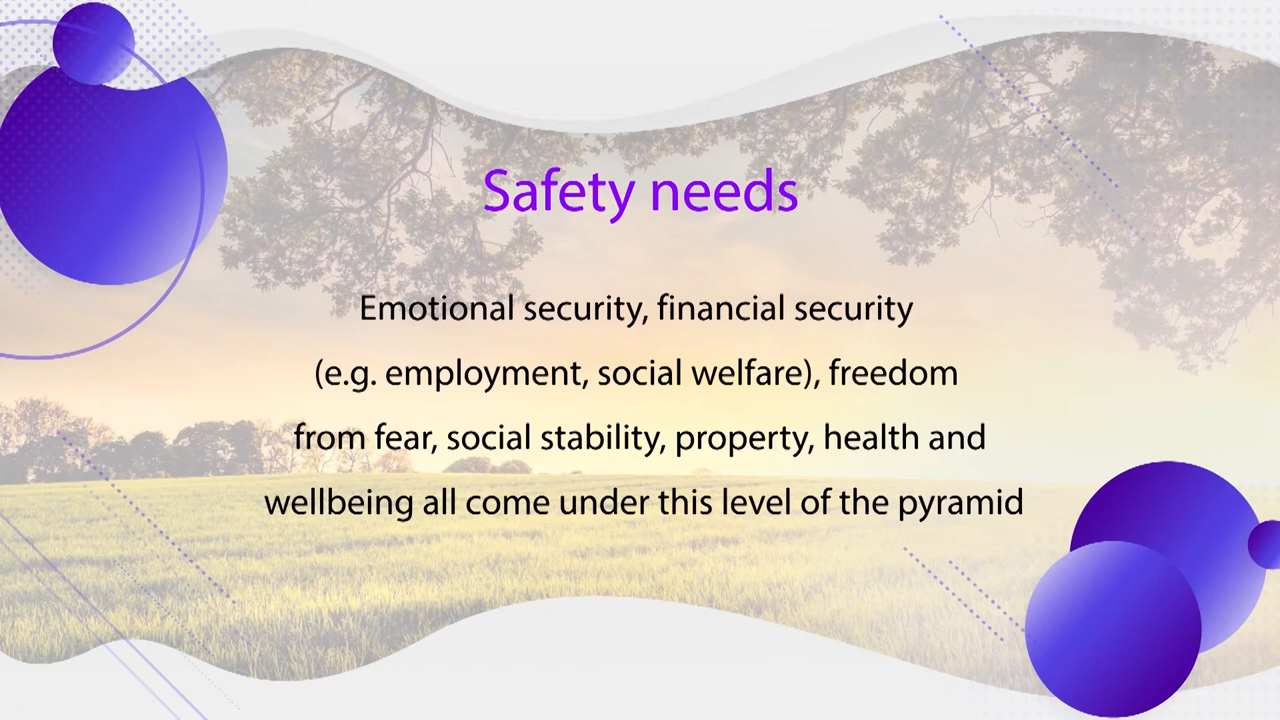 Safety needs
Emotional security, financial security
(e.g. employment, social welfare), freedom
from fear, social stability, property, health and
wellbeing all come under this level of the pyramid